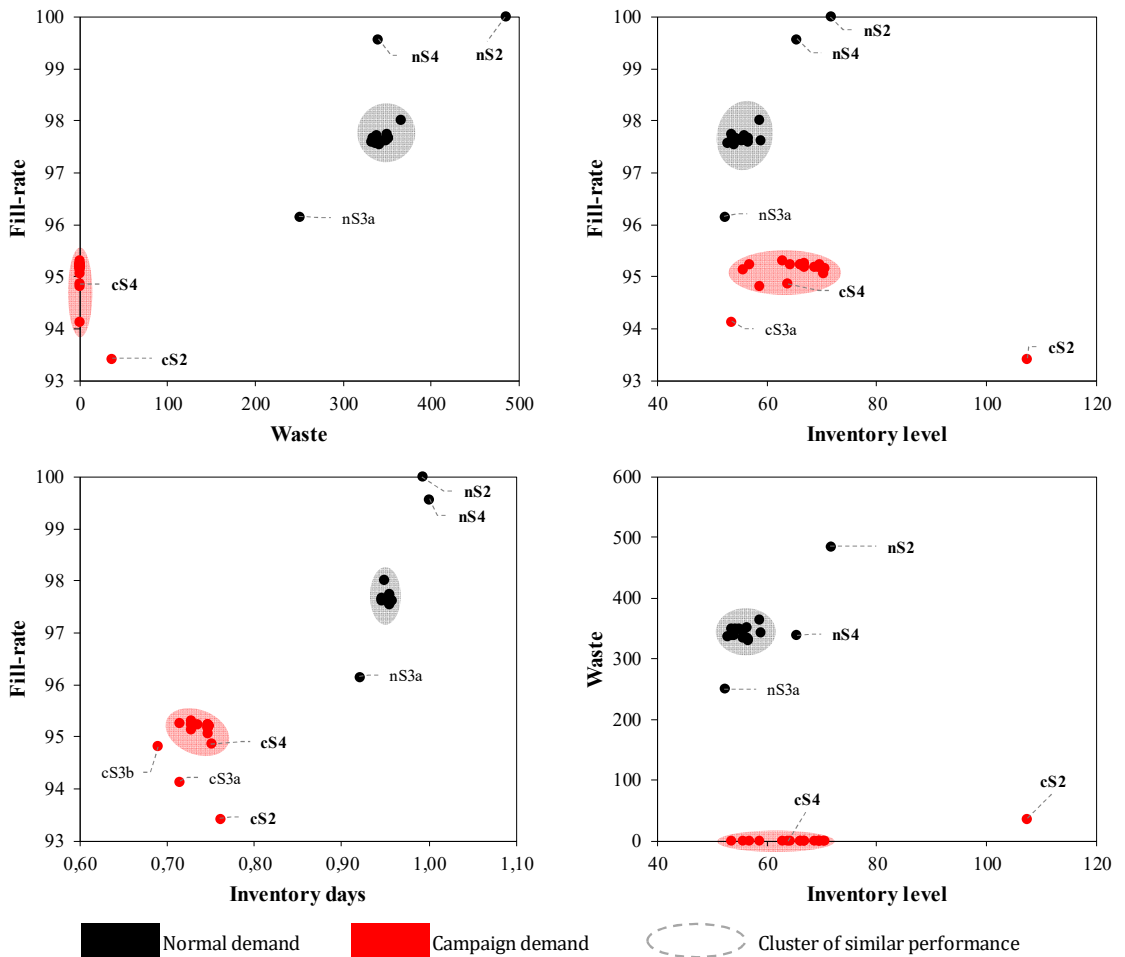 100
99
98
97
96
95
94
93
Fill-rate
nS4
nS2
nS3a
cS4
cS2
0
100
200
300
400
500
Waste
100
99
98
97
96
95
94
93
Fill-rate
nS2
nS4
nS3a
cS4
cS3a
cS2
40
60
80
100
120
Inventory level
100
99
98
97
96
95
94
93
Fill-rate
nS2
nS4
nS3a
cS4
cS3b
cS3a
cS2
0,60
0,70
0,80
0,90
1,00
1,10
Inventory days
600
500
400
300
200
100
0
Waste
nS2
nS4
nS3a
cS4
cS2
40
60
80
100
120
Inventory level
Normal demand
Campaign demand
Cluster of similar performance